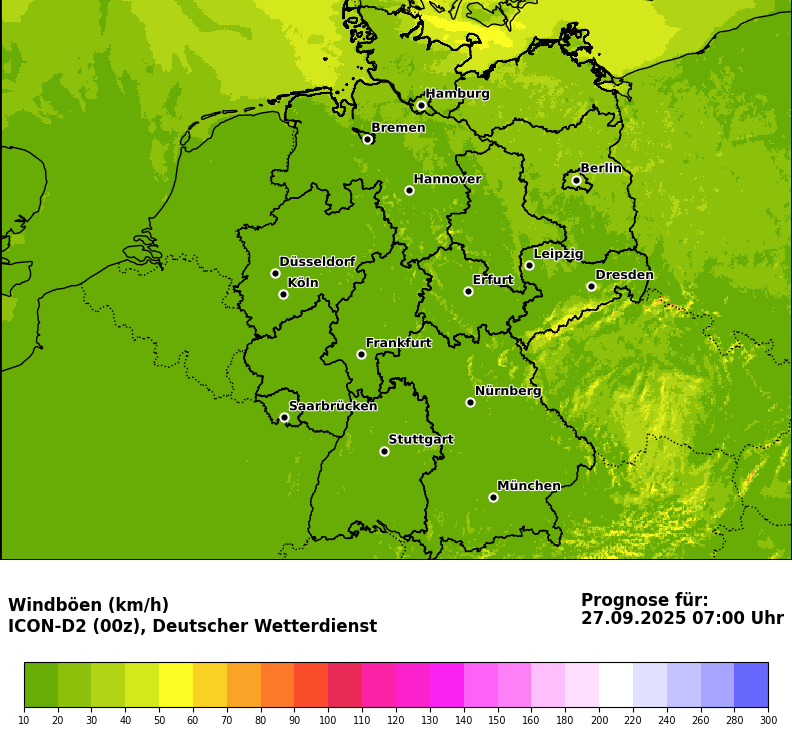 Hamburg
Bremen
Berlin
Hannover
Leipzig
Düsseldorf
Dresden
Erfurt
Köln
Frankfurt
Nürnberg
Saarbrücken
Stuttgart
München
Windböen (km/h)
ICON-D2 (00z), Deutscher Wetterdienst
Prognose für:
27.09.2025 07:00 Uhr
10 20 30 40 50 60 70 80 90 100 110 120 130 140 150 160 180 200 220 240 260 280 300